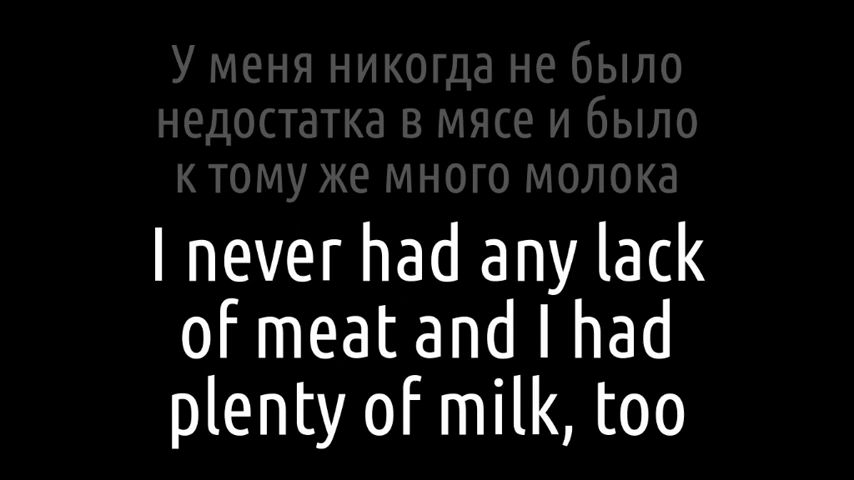 У меня никогда не было
недостатка в мясе и было
к тому же много молока
I never had any lack
of meat and I had
plenty of milk, too